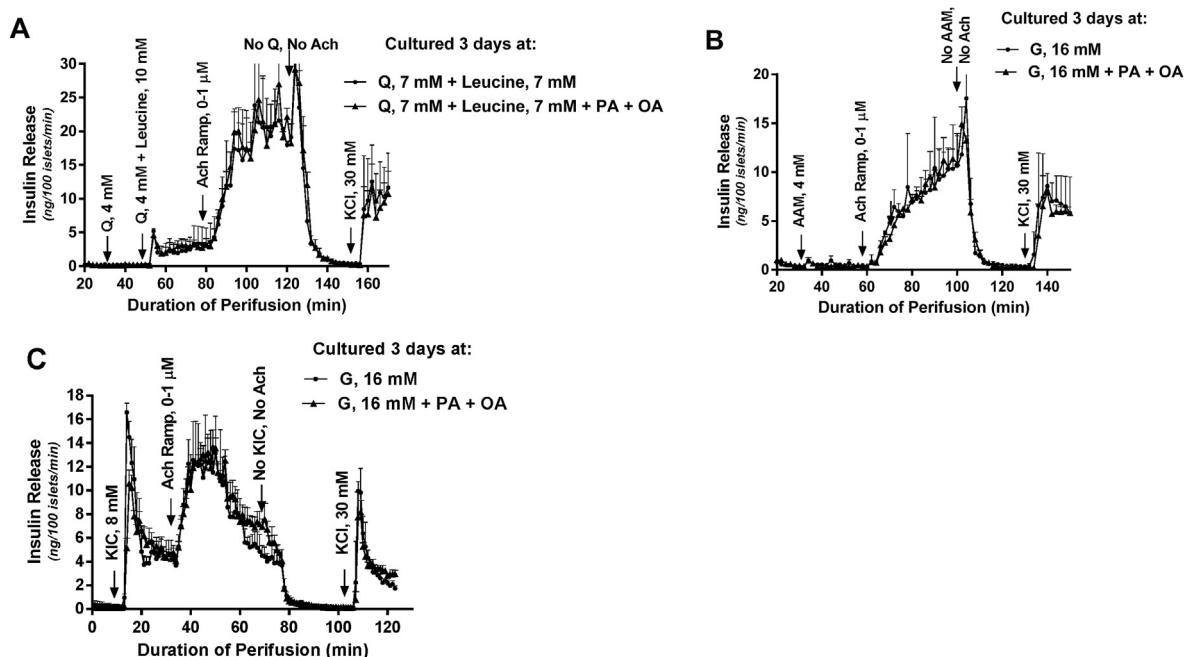 A
Insulin Release
(ng/100 islets/min)
30
25
20
15
10
5
0
20 40 60 80 100 120 140 160
Duration of Perifusion (min)
Q, 4 mM
Q, 4 mM + Leucine, 10 mM
Ach Ramp, 0-1 μM
No Q, No Ach
KCl, 30 mM
Cultured 3 days at:
Q, 7 mM + Leucine, 7 mM
Q, 7 mM + Leucine, 7 mM + PA + OA
B
Insulin Release
(ng/100 islets/min)
20
15
10
5
0
20 40 60 80 100 120 140
Duration of Perifusion (min)
AAM, 4 mM
Ach Ramp, 0-1 μM
No AAM,
No Ach
KCl, 30 mM
Cultured 3 days at:
G, 16 mM
G, 16 mM + PA + OA
C
Insulin Release
(ng/100 islets/min)
18
16
14
12
10
8
6
4
2
0
0 20 40 60 80 100 120
Duration of Perifusion (min)
KIC, 8 mM
Ach Ramp, 0-1 μM
No KIC, No Ach
KCl, 30 mM
Cultured 3 days at:
G, 16 mM
G, 16 mM + PA + OA